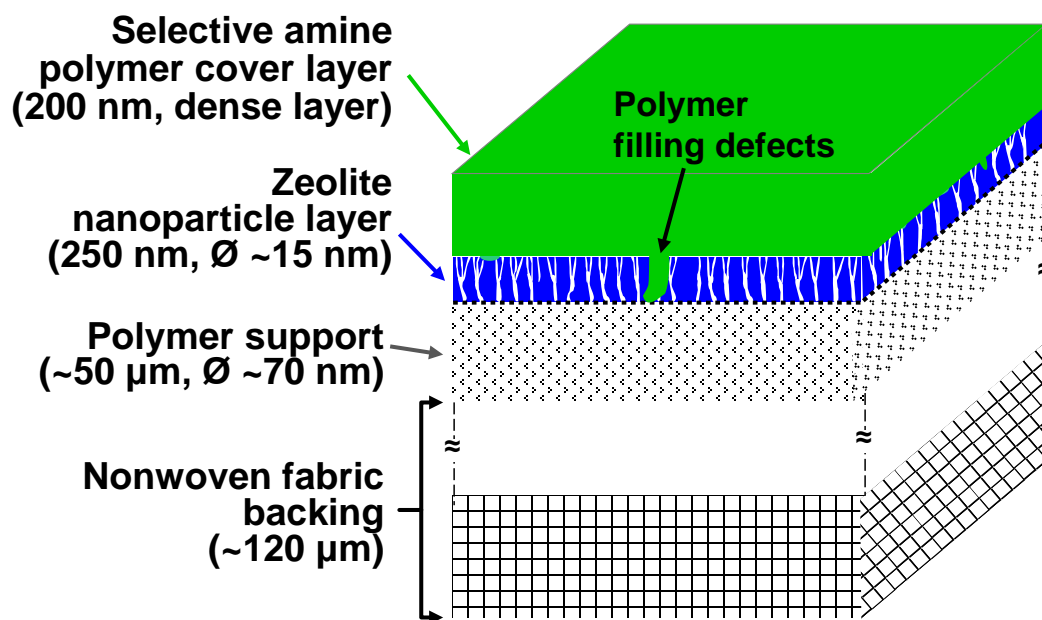 Selective amine
polymer cover layer
(200 nm, dense layer)
Polymer
filling defects
Zeolite
nanoparticle layer
(250 nm, Ø ~15 nm)
Polymer support
(~50 µm, Ø ~70 nm)
Nonwoven fabric
backing
(~120 µm)